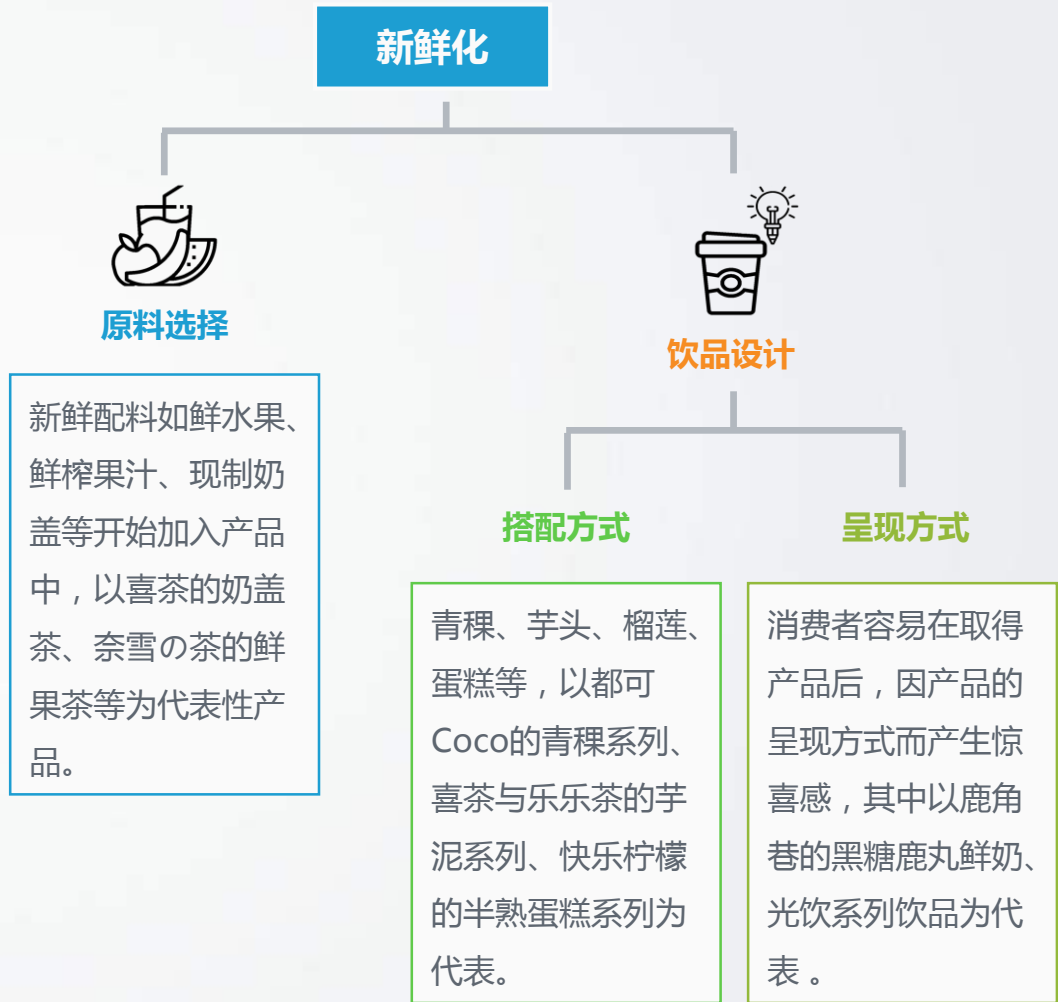 新鲜化
原料选择
新鲜配料如鲜水果、
鲜榨果汁、现制奶
盖等开始加入产品
中，以喜茶的奶盖
茶、奈雪の茶的鲜
果茶等为代表性产
品。
饮品设计
搭配方式
青稞、芋头、榴莲、
蛋糕等，以都可
Coco的青稞系列、
喜茶与乐乐茶的芋
泥系列、快乐柠檬
的半熟蛋糕系列为
代表。
呈现方式
消费者容易在取得
产品后，因产品的
呈现方式而产生惊
喜感，其中以鹿角
巷的黑糖鹿丸鲜奶、
光饮系列饮品为代
表。